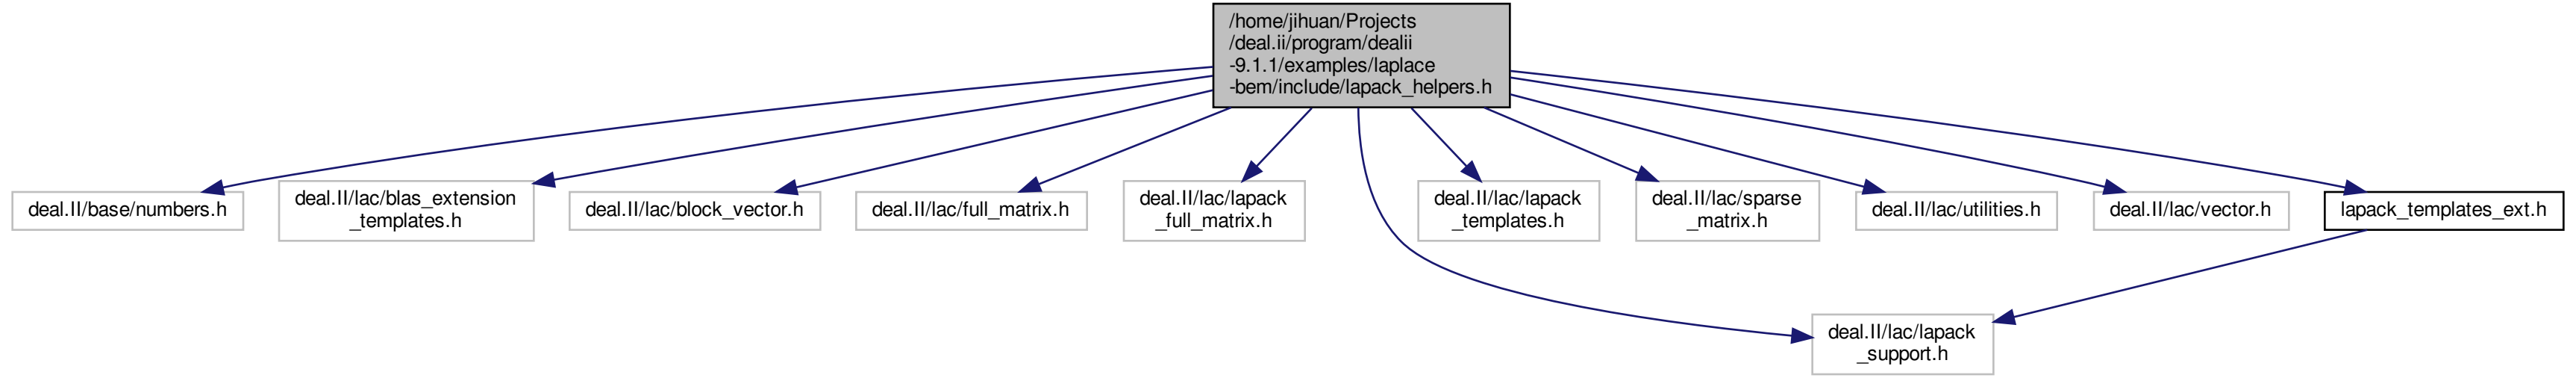 /home/jihuan/Projects
/deal.ii/program/dealii
-9.1.1/examples/laplace
-bem/include/lapack_helpers.h
deal.II/base/numbers.h
deal.II/lac/blas_extension
_templates.h
deal.II/lac/block_vector.h
deal.II/lac/full_matrix.h
deal.II/lac/lapack
_full_matrix.h
deal.II/lac/lapack
_templates.h
deal.II/lac/sparse
_matrix.h
deal.II/lac/utilities.h
deal.II/lac/vector.h
lapack_templates_ext.h
deal.II/lac/lapack
_support.h